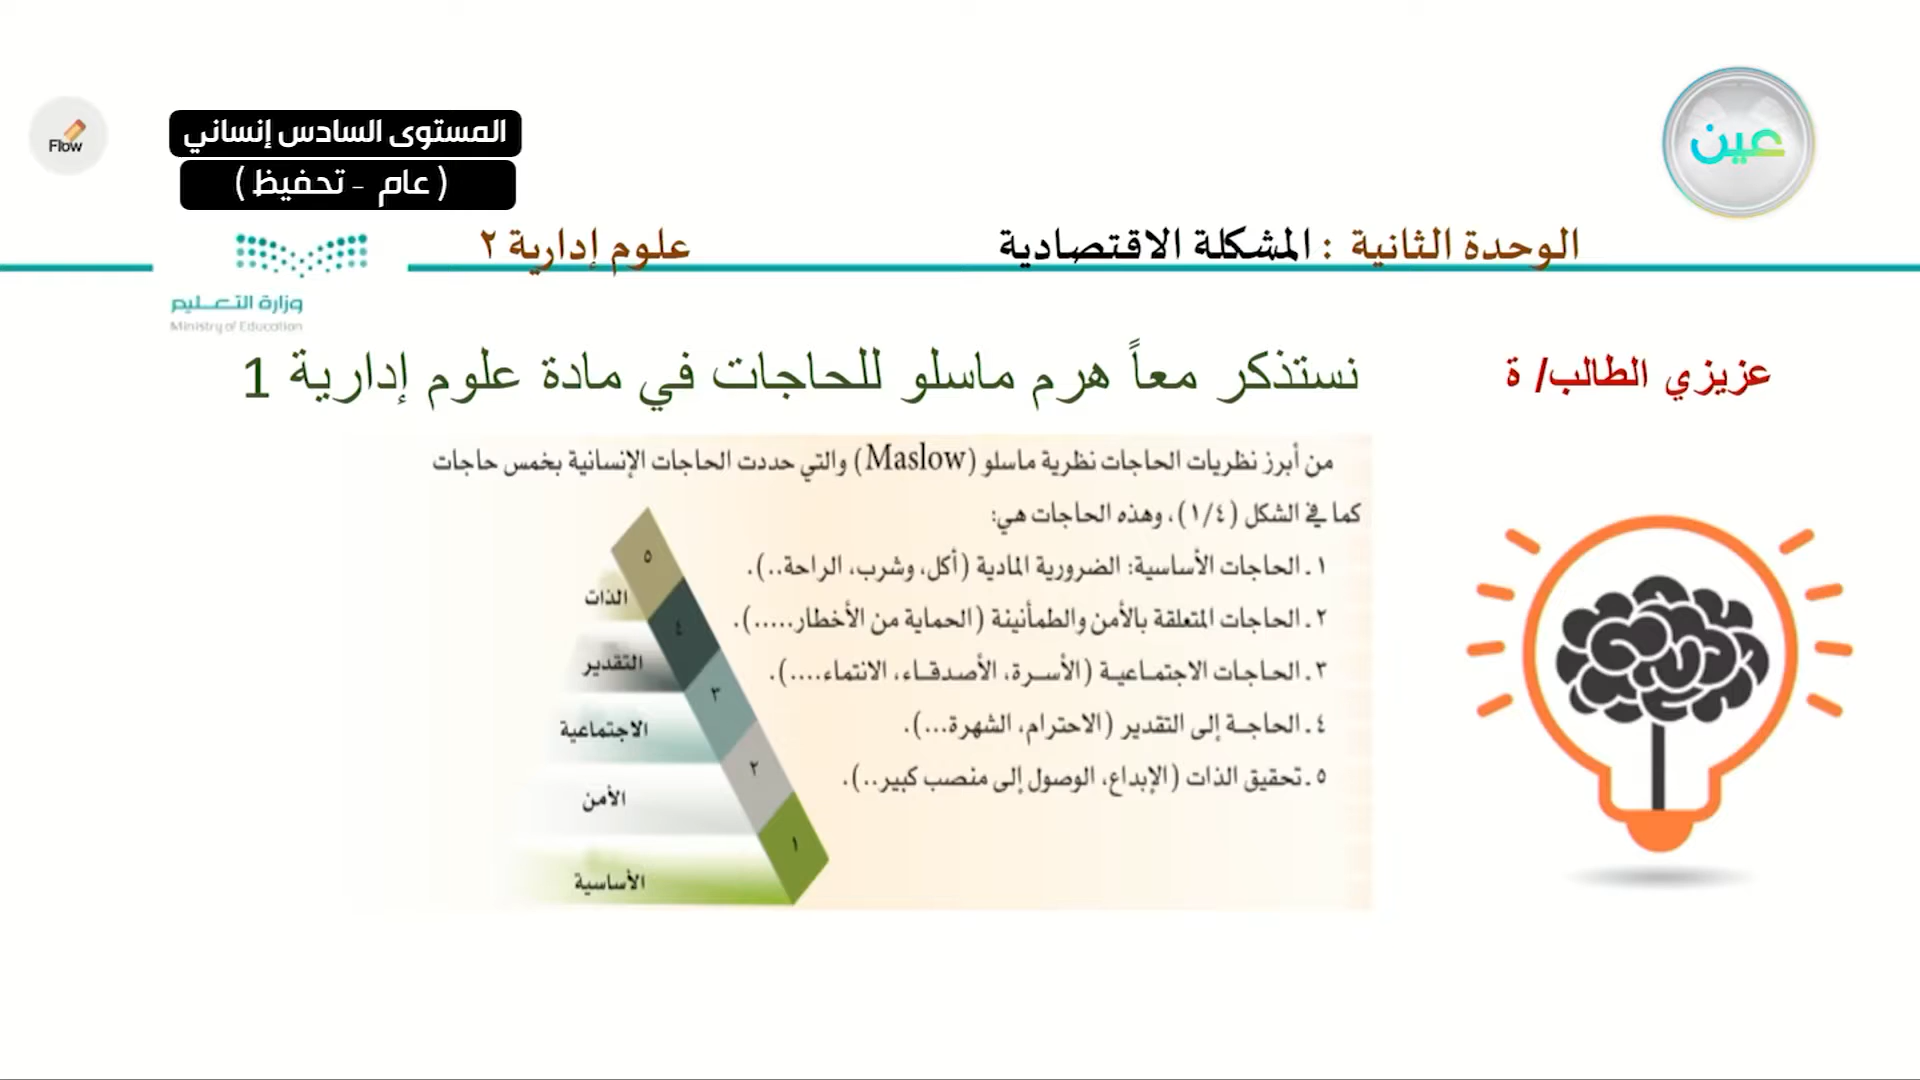 عين
Flow
المستوى السادس إنساني
( عام - تحفيظ )
الوحدة الثانية : المشكلة الاقتصادية
علوم إدارية ٢
وزارة التعليم
Ministry of Education
عزيزي الطالب/ ة
نستذكر معاً هرم ماسلو للحاجات في مادة علوم إدارية 1
من أبرز نظريات الحاجات نظرية ماسلو (Maslow) والتي حددت الحاجات الإنسانية بخمس حاجات
كما في الشكل (١/٤)، وهذه الحاجات هي:
١. الحاجات الأساسية: الضرورية المادية (أكل، وشرب، الراحة..).
٢. الحاجات المتعلقة بالأمن والطمأنينة (الحماية من الأخطار.....).
٣. الحاجات الاجتماعية (الأسرة، الأصدقاء، الانتماء....).
٤. الحاجة إلى التقدير (الاحترام، الشهرة...).
٥. تحقيق الذات (الإبداع، الوصول إلى منصب كبير..).
٥
الذات
٤
التقدير
٣
الاجتماعية
٢
الأمن
١
الأساسية